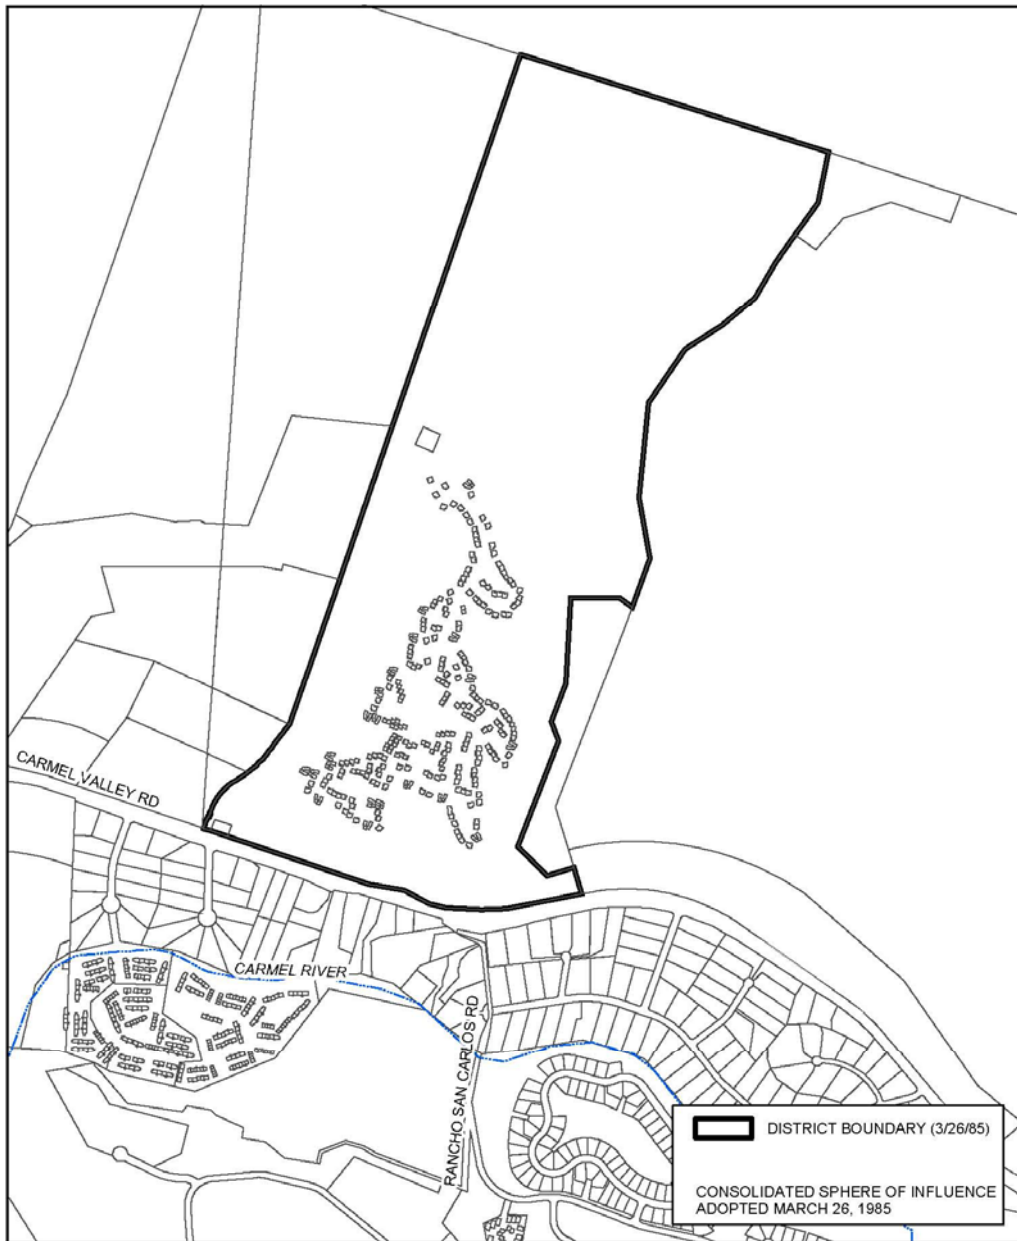 CARMEL VALLEY RD
CARMEL RIVER
RANCHO SAN CARLOS RD
DISTRICT BOUNDARY (3/26/85)
CONSOLIDATED SPHERE OF INFLUENCE
ADOPTED MARCH 26, 1985